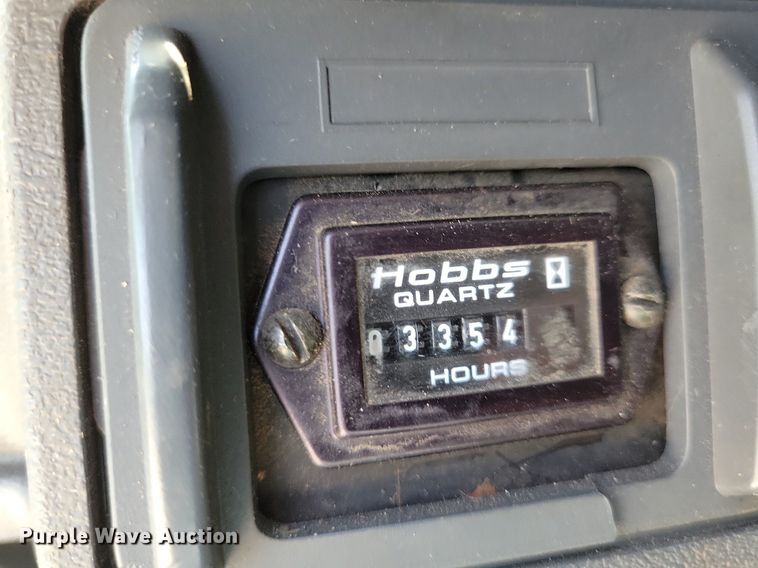 Hobbs
QUARTZ
03354
HOURS
Purple Wave Auction